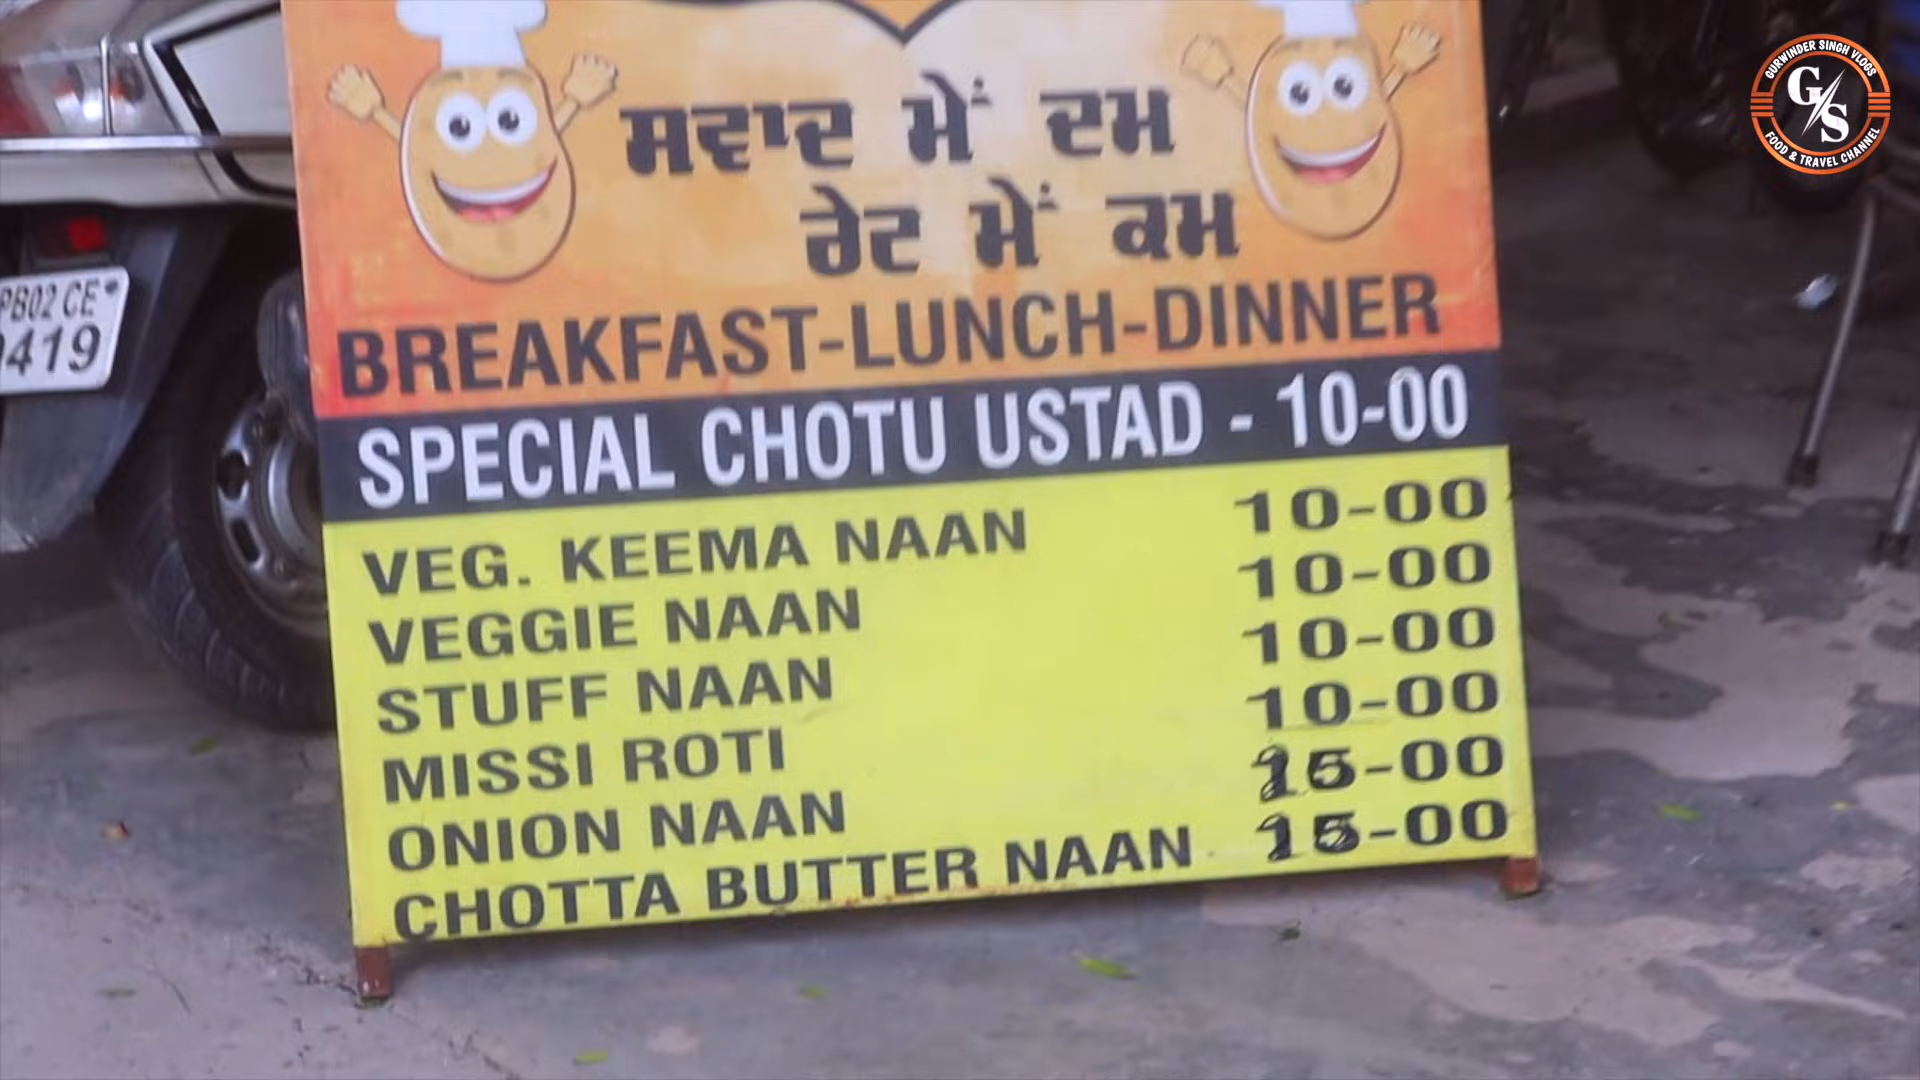 ਸਵਾਦ ਮੇਂ ਦਮ
ਰੇਟ ਮੇਂ ਕਮ
BREAKFAST-LUNCH-DINNER
SPECIAL CHOTU USTAD - 10-00
VEG. KEEMA NAAN 10-00
VEGGIE NAAN 10-00
STUFF NAAN 10-00
MISSI ROTI 10-00
ONION NAAN 15-00
CHOTTA BUTTER NAAN 15-00
PB02 CE
419
GURWINDER SINGH VLOGS
G/S
FOOD & TRAVEL CHANNEL